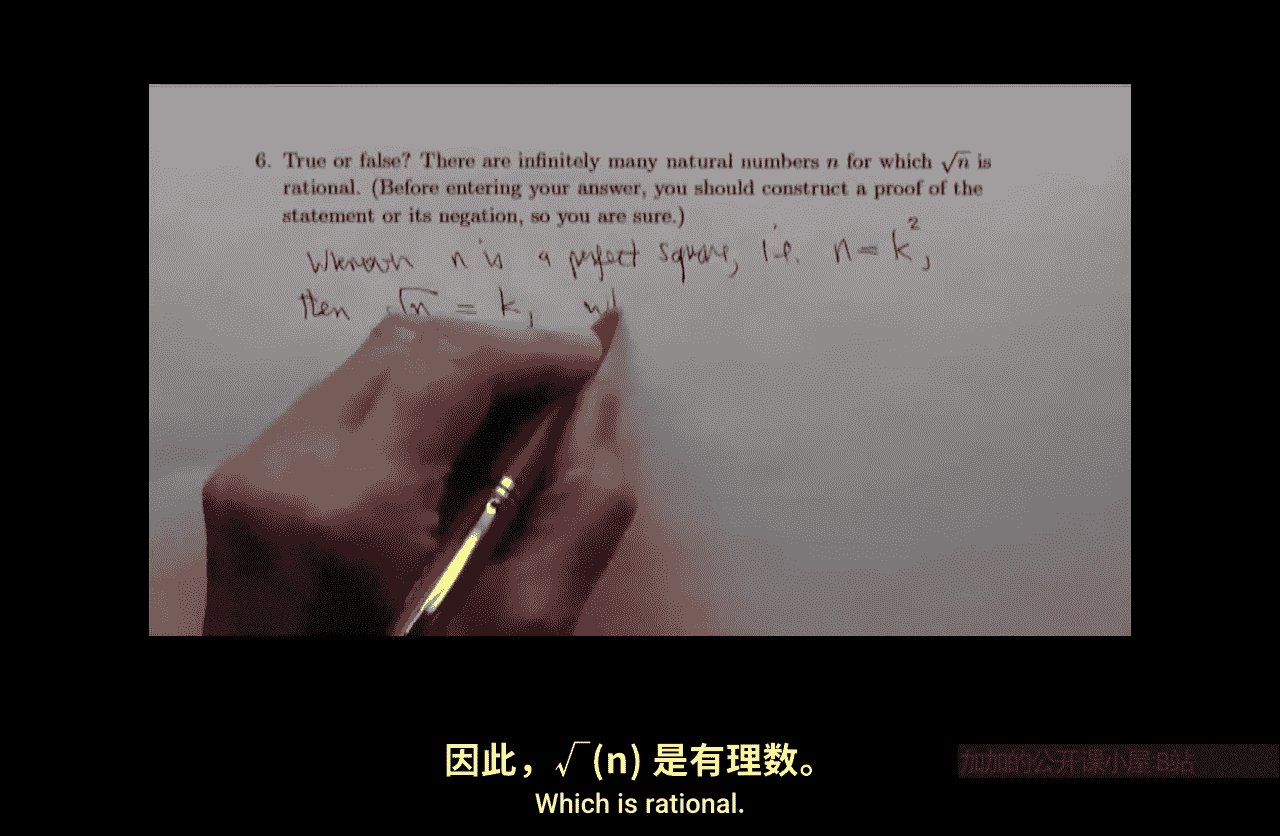 6. True or false? There are infinitely many natural numbers n for which √n is
rational. (Before entering your answer, you should construct a proof of the
statement or its negation, so you are sure.)
n is a perfect square, i.e. n = k²,
then √n = k,
因此，√(n) 是有理数。
Which is rational.
加加的公开课小屋:B站